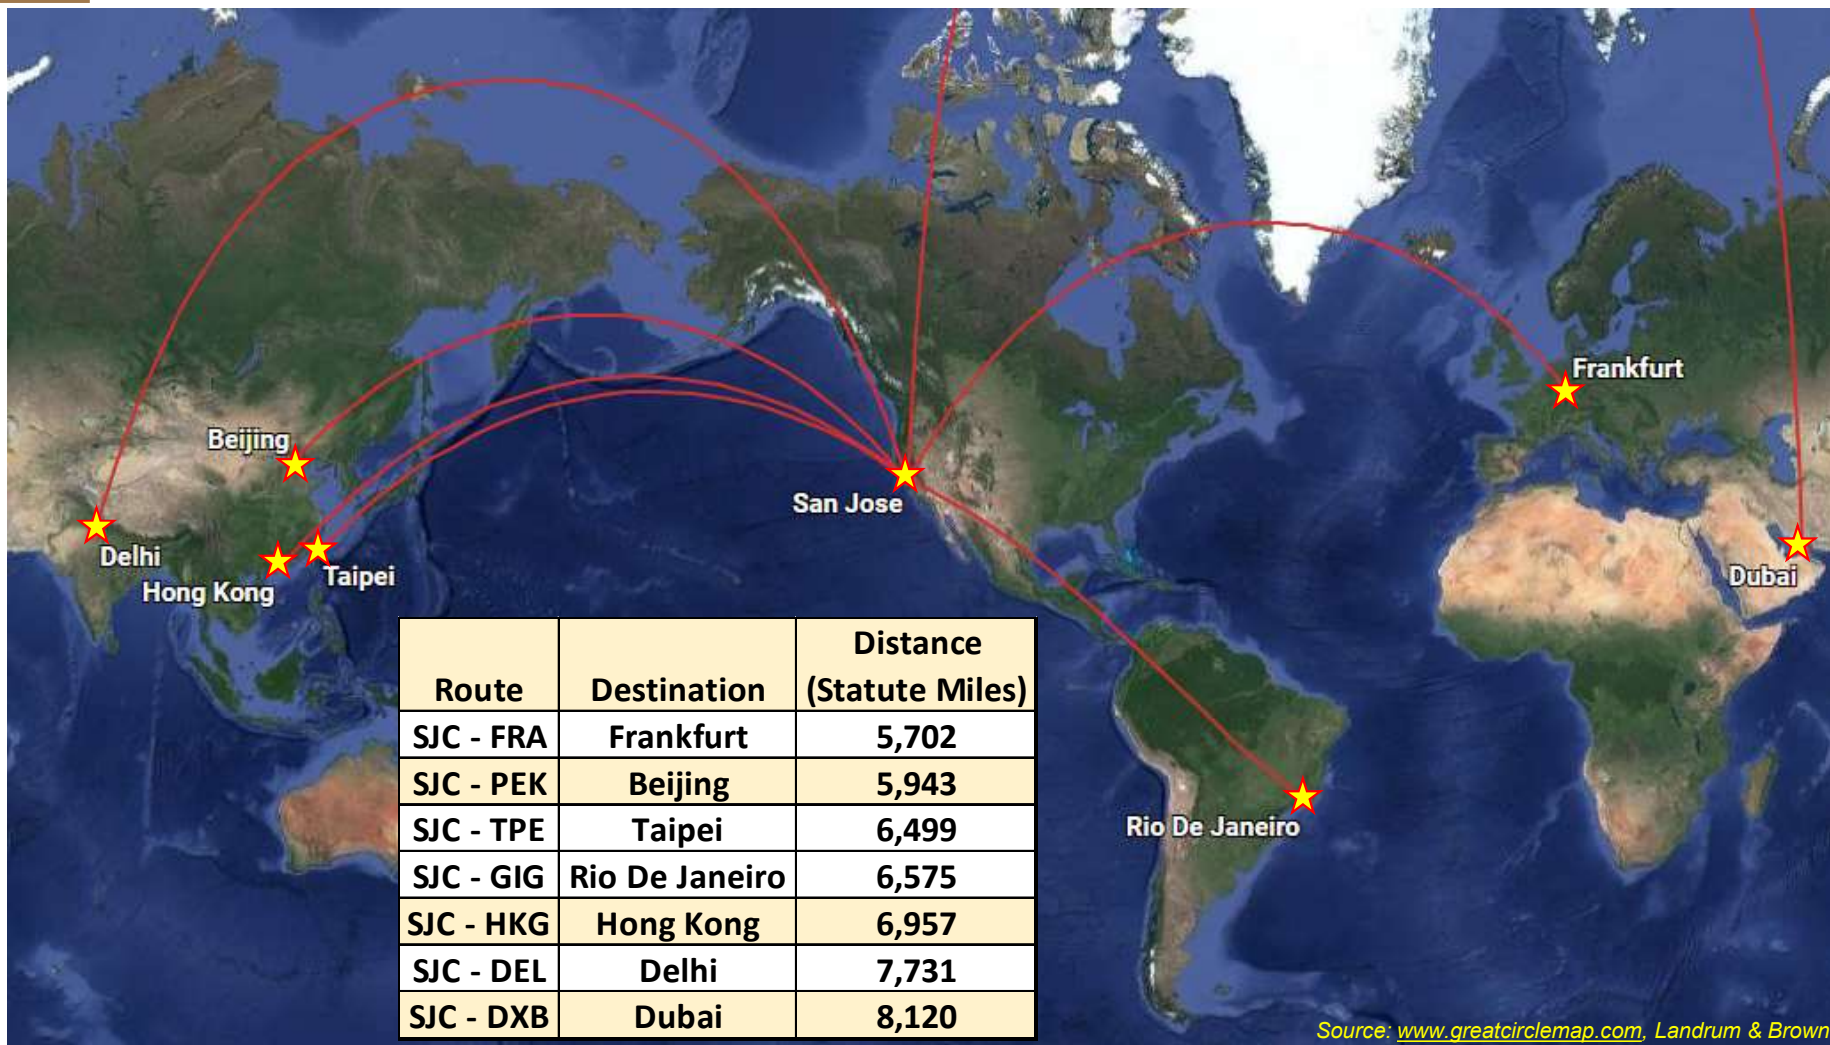 Frankfurt
Beijing
San Jose
Delhi
Hong Kong
Taipei
Dubai
Rio De Janeiro
Route Destination Distance (Statute Miles)
SJC - FRA Frankfurt 5,702
SJC - PEK Beijing 5,943
SJC - TPE Taipei 6,499
SJC - GIG Rio De Janeiro 6,575
SJC - HKG Hong Kong 6,957
SJC - DEL Delhi 7,731
SJC - DXB Dubai 8,120
Source: www.greatcirclemap.com, Landrum & Brown